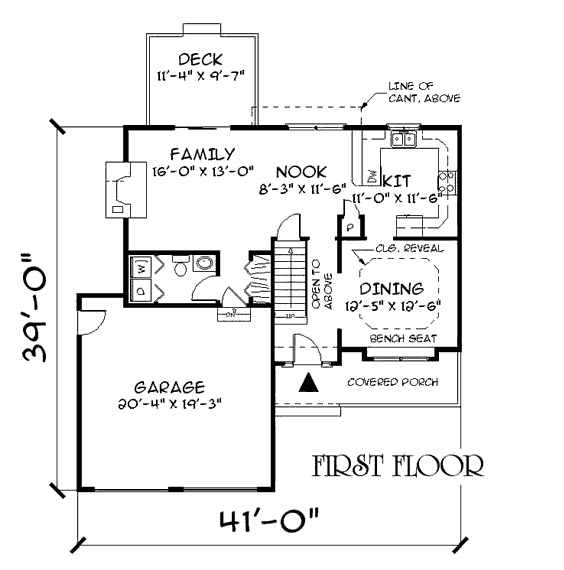 DECK
11'-4" X 9'-7"
LINE OF
CANT. ABOVE
FAMILY
16'-0" X 13'-0"
NOOK
8'-3" X 11'-6"
DW
KIT
11'-0" X 11'-6"
P
CLG. REVEAL
W
D
OPEN TO
ABOVE
DINING
12'-5" X 12'-6"
UP
DN
BENCH SEAT
39'-0"
GARAGE
20'-4" X 19'-3"
COVERED PORCH
FIRST FLOOR
41'-0"